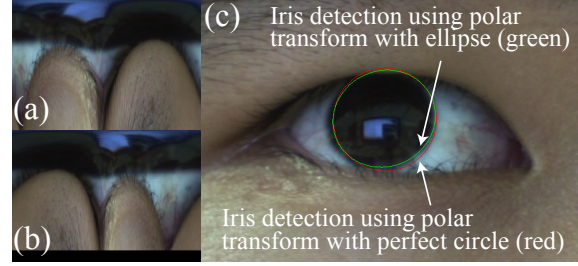 (a)
(b)
(c)
Iris detection using polar
transform with ellipse (green)
Iris detection using polar
transform with perfect circle (red)